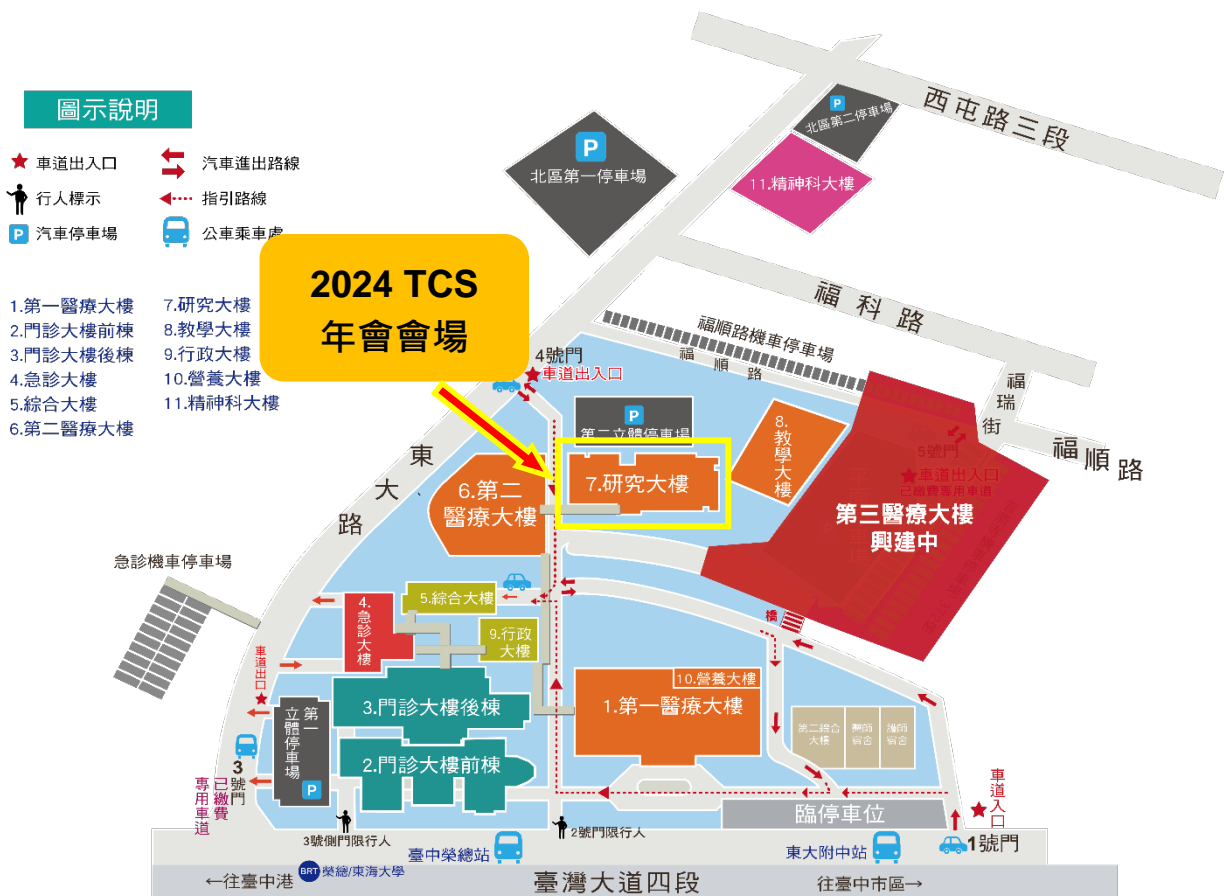 圖示說明
車道出入口
汽車進出路線
行人標示
指引路線
P 汽車停車場
公車乘車處
1.第一醫療大樓
2.門診大樓前棟
3.門診大樓後棟
4.急診大樓
5.綜合大樓
6.第二醫療大樓
7.研究大樓
8.教學大樓
9.行政大樓
10.營養大樓
11.精神科大樓
2024 TCS
年會會場
西屯路三段
P
北區第二停車場
P
北區第一停車場
11.精神科大樓
福科路
福順路機車停車場
福順路
福瑞街
福順路
4號門
車道出入口
P
第二立體停車場
8.教學大樓
7.研究大樓
6.第二
醫療大樓
東大路
5號門
車道出入口
已繳費專用車道
第三醫療大樓
興建中
急診機車停車場
5.綜合大樓
4.急診大樓
9.行政
大樓
橋
10.營養大樓
1.第一醫療大樓
3.門診大樓後棟
2.門診大樓前棟
車道出口
第一
立體停車場
P
3號門
已繳費
專用車道
第二綜合
大樓
醫師
宿舍
護師
宿舍
車道入口
臨停車位
1號門
3號側門限行人
2號門限行人
臺中榮總站
東大附中站
BRT 榮總/東海大學
←往臺中港
臺灣大道四段
往臺中市區→